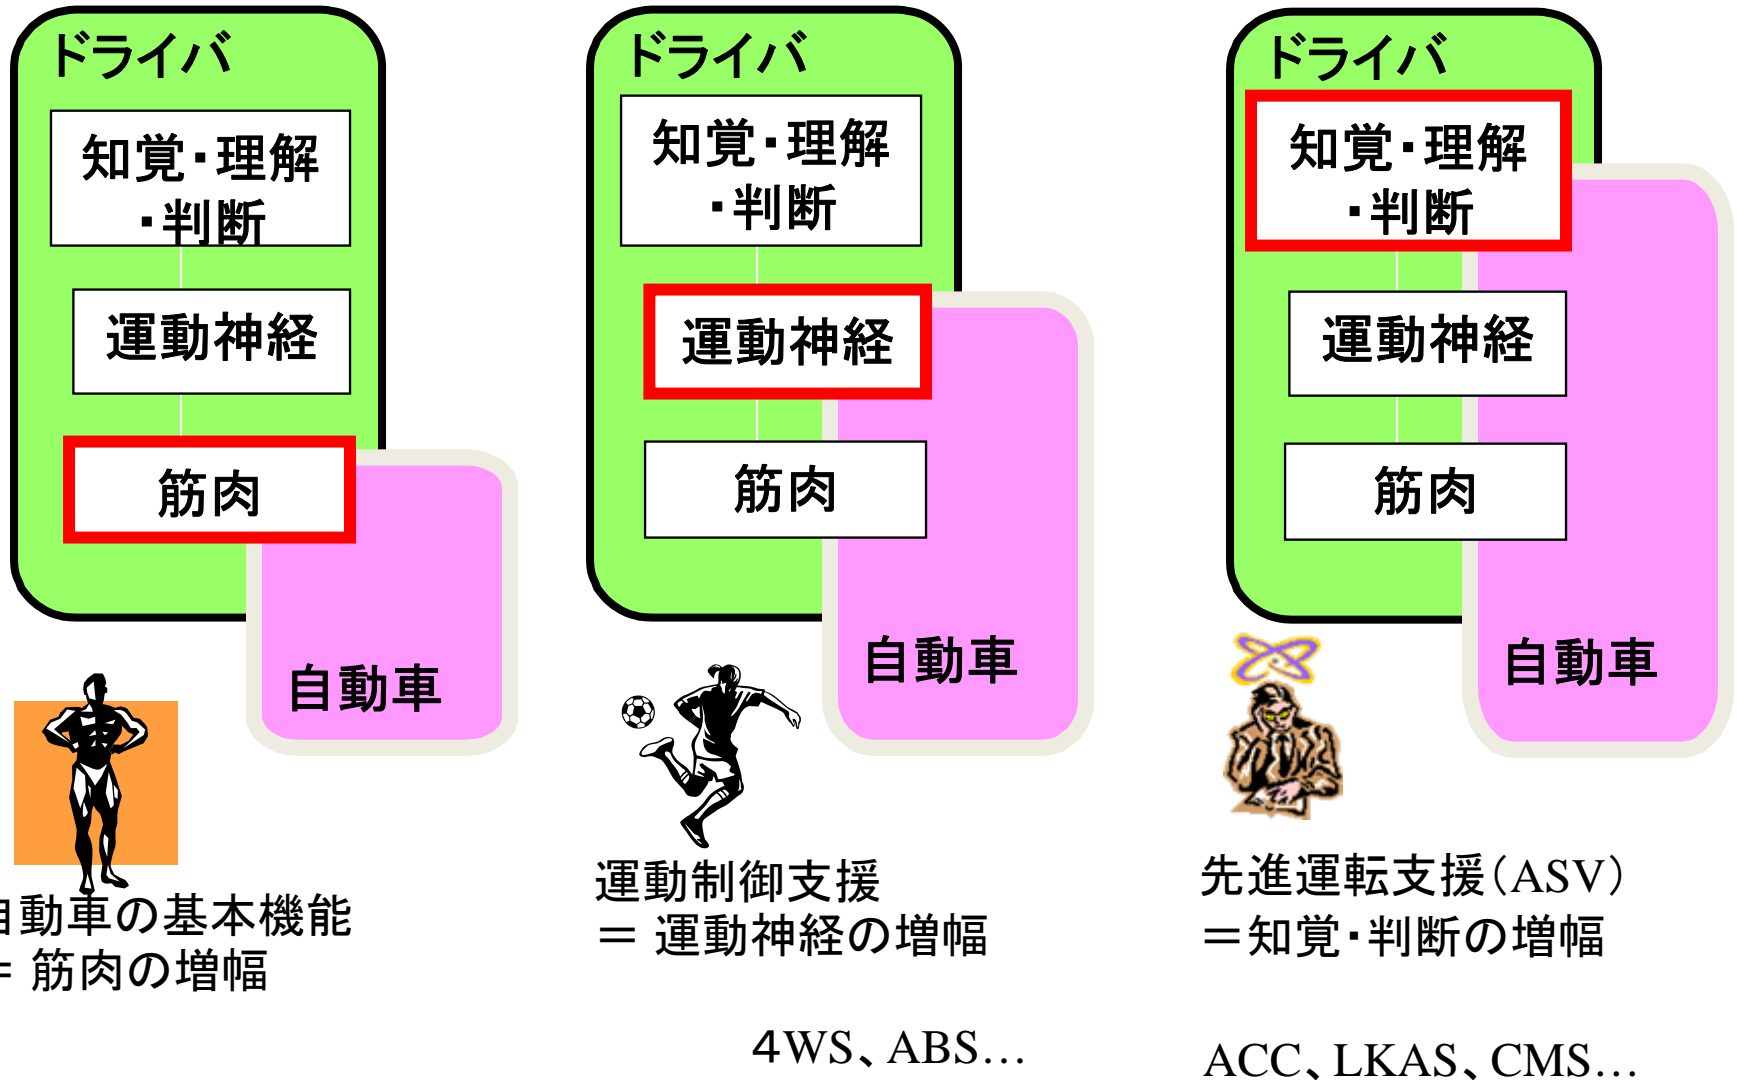 ドライバ
知覚・理解
・判断
運動神経
筋肉
自動車
自動車の基本機能
= 筋肉の増幅
ドライバ
知覚・理解
・判断
運動神経
筋肉
自動車
運動制御支援
＝ 運動神経の増幅
４WS、ABS…
ドライバ
知覚・理解
・判断
運動神経
筋肉
自動車
先進運転支援（ASV）
＝知覚・判断の増幅
ACC、LKAS、CMS…